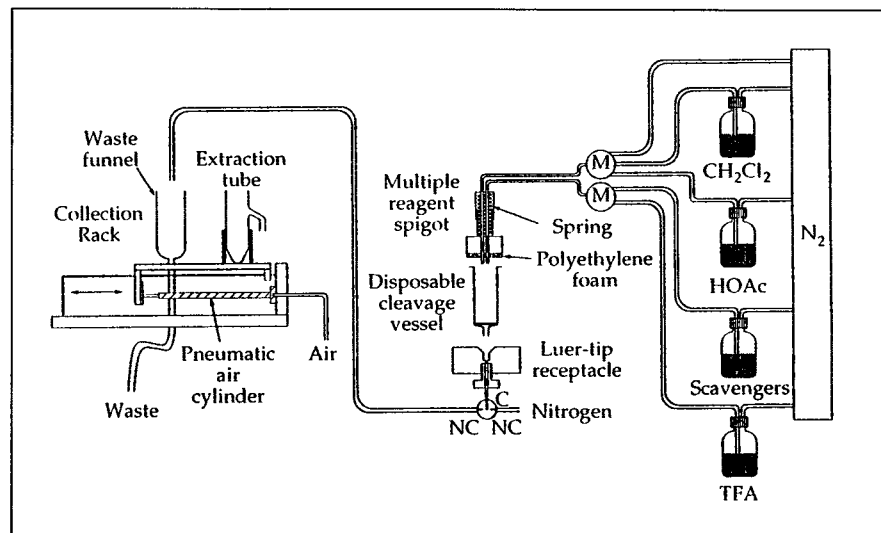 Waste
funnel
Extraction
tube
Collection
Rack
Pneumatic
air
cylinder
Air
Waste
Multiple
reagent
spigot
Spring
Polyethylene
foam
Disposable
cleavage
vessel
Luer-tip
receptacle
C
Nitrogen
NC
NC
M
M
CH₂Cl₂
HOAc
Scavengers
TFA
N₂